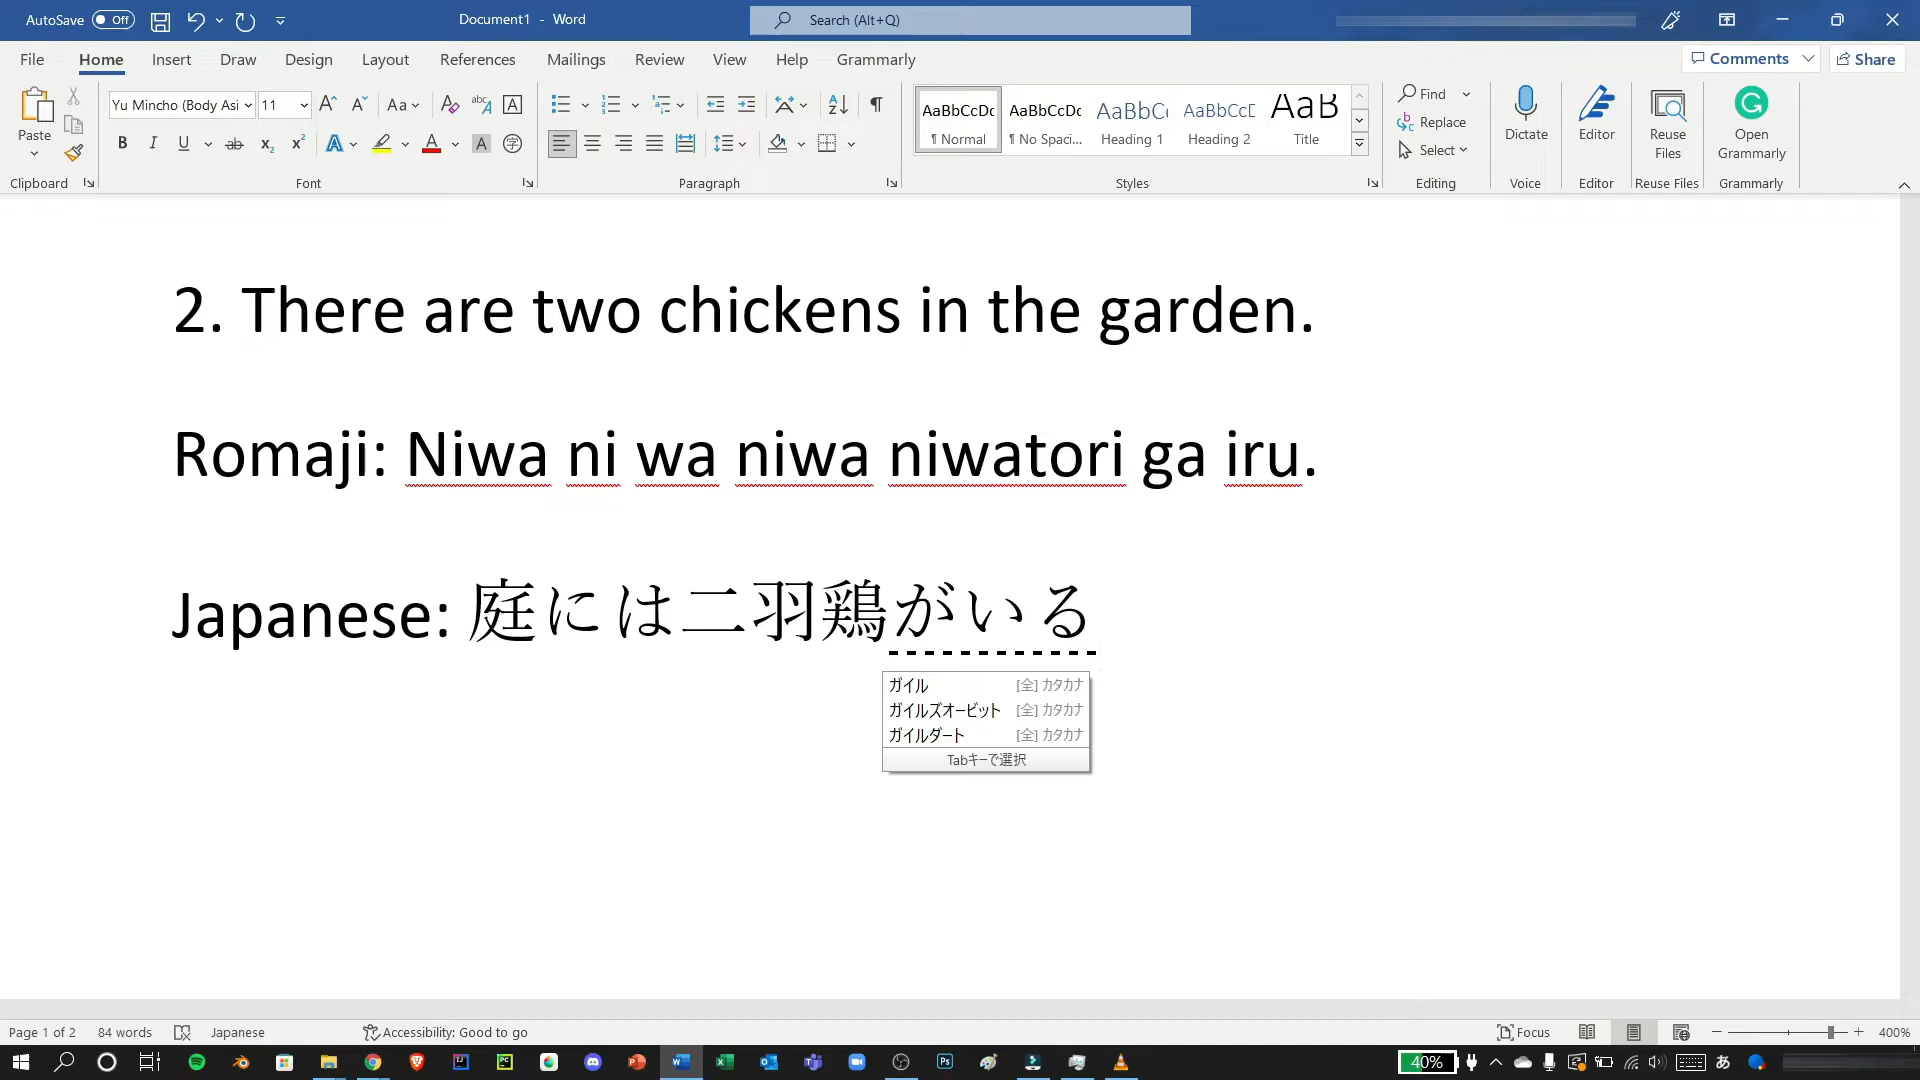 AutoSave Off
Document1 - Word
Search (Alt+Q)
File Home Insert Draw Design Layout References Mailings Review View Help Grammarly
Comments Share
Paste
Clipboard
Yu Mincho (Body Asi 11
Font
Paragraph
AaBbCcDc AaBbCcDc AaBbC AaBbCcD AaB
¶ Normal ¶ No Spaci... Heading 1 Heading 2 Title
Styles
Find
Replace
Select
Editing
Dictate
Voice
Editor
Editor
Reuse Files
Reuse Files
Open Grammarly
Grammarly
2. There are two chickens in the garden.
Romaji: Niwa ni wa niwa niwatori ga iru.
Japanese: 庭には二羽鶏がいる
ガイル [全] カタカナ
ガイルズオービット [全] カタカナ
ガイルダート [全] カタカナ
Tabキーで選択
Page 1 of 2 84 words Japanese Accessibility: Good to go Focus 400%
40% あ